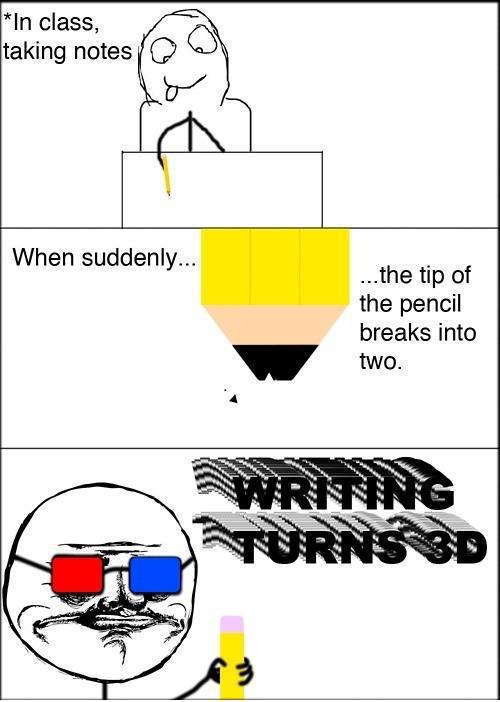 *In class,
taking notes
When suddenly...
...the tip of
the pencil
breaks into
two.
WRITING
TURNS 3D